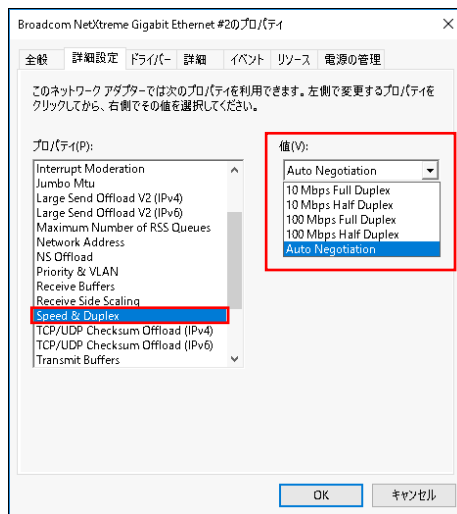 Broadcom NetXtreme Gigabit Ethernet #2のプロパティ
全般 詳細設定 ドライバー 詳細 イベント リソース 電源の管理
このネットワーク アダプターでは次のプロパティを利用できます。左側で変更するプロパティを
クリックしてから、右側でその値を選択してください。
プロパティ(P):
Interrupt Moderation
Jumbo Mtu
Large Send Offload V2 (IPv4)
Large Send Offload V2 (IPv6)
Maximum Number of RSS Queues
Network Address
NS Offload
Priority & VLAN
Receive Buffers
Receive Side Scaling
Speed & Duplex
TCP/UDP Checksum Offload (IPv4)
TCP/UDP Checksum Offload (IPv6)
Transmit Buffers
値(V):
Auto Negotiation
10 Mbps Full Duplex
10 Mbps Half Duplex
100 Mbps Full Duplex
100 Mbps Half Duplex
Auto Negotiation
OK キャンセル